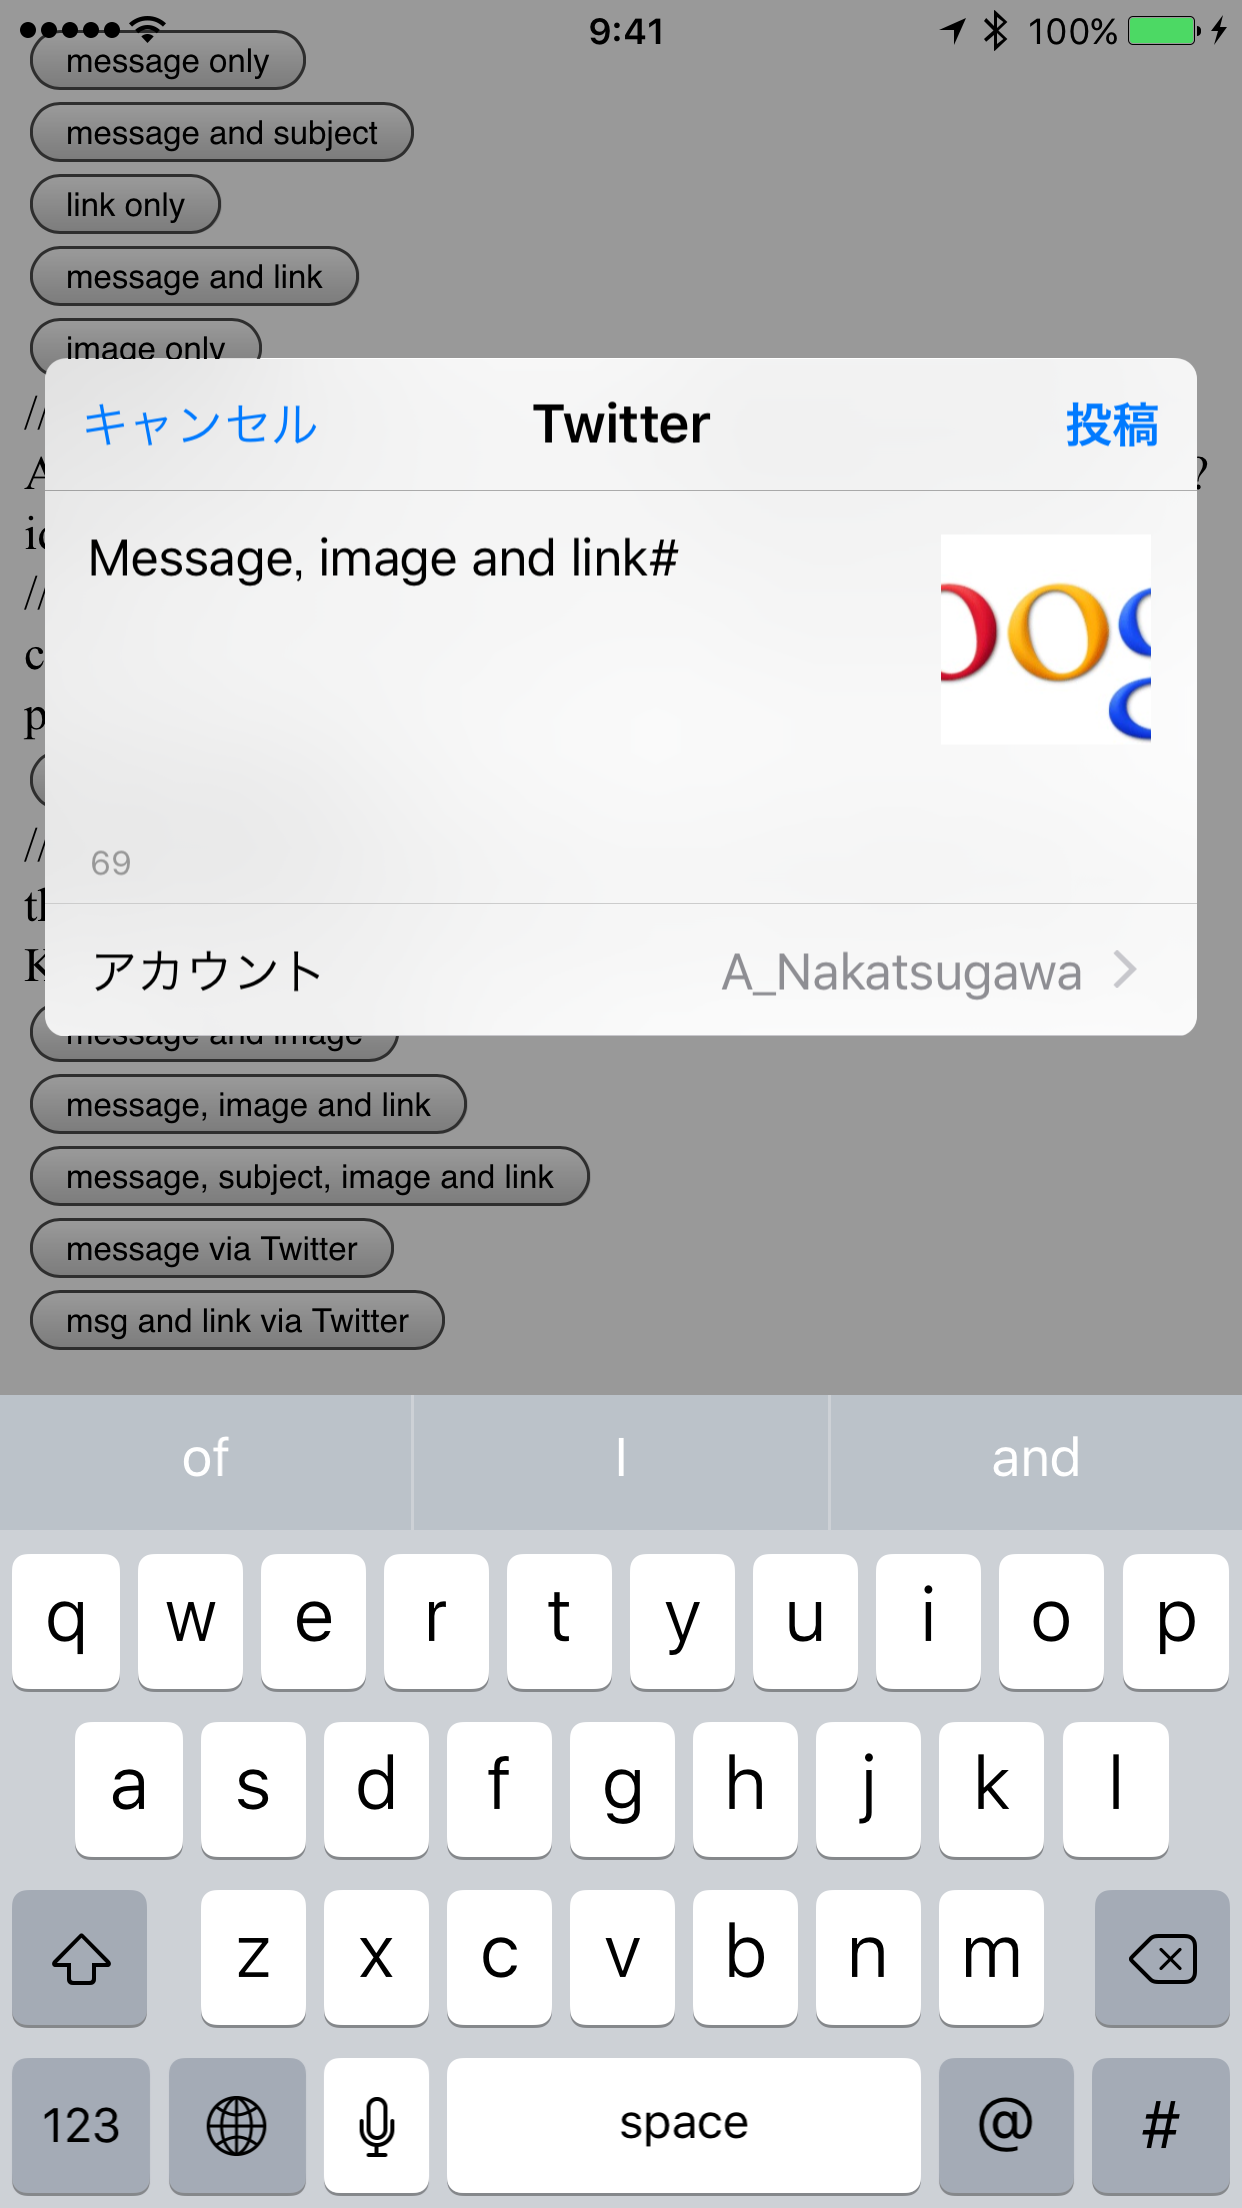 9:41
100%
message only
message and subject
link only
message and link
image only
//
A
?
//
c
p
//
K
キャンセル
Twitter
投稿
Message, image and link#
oog
69
アカウント
A_Nakatsugawa
message and image
message, image and link
message, subject, image and link
message via Twitter
msg and link via Twitter
of
I
and
q w e r t y u i o p
a s d f g h j k l
z x c v b n m
123
space
@
#